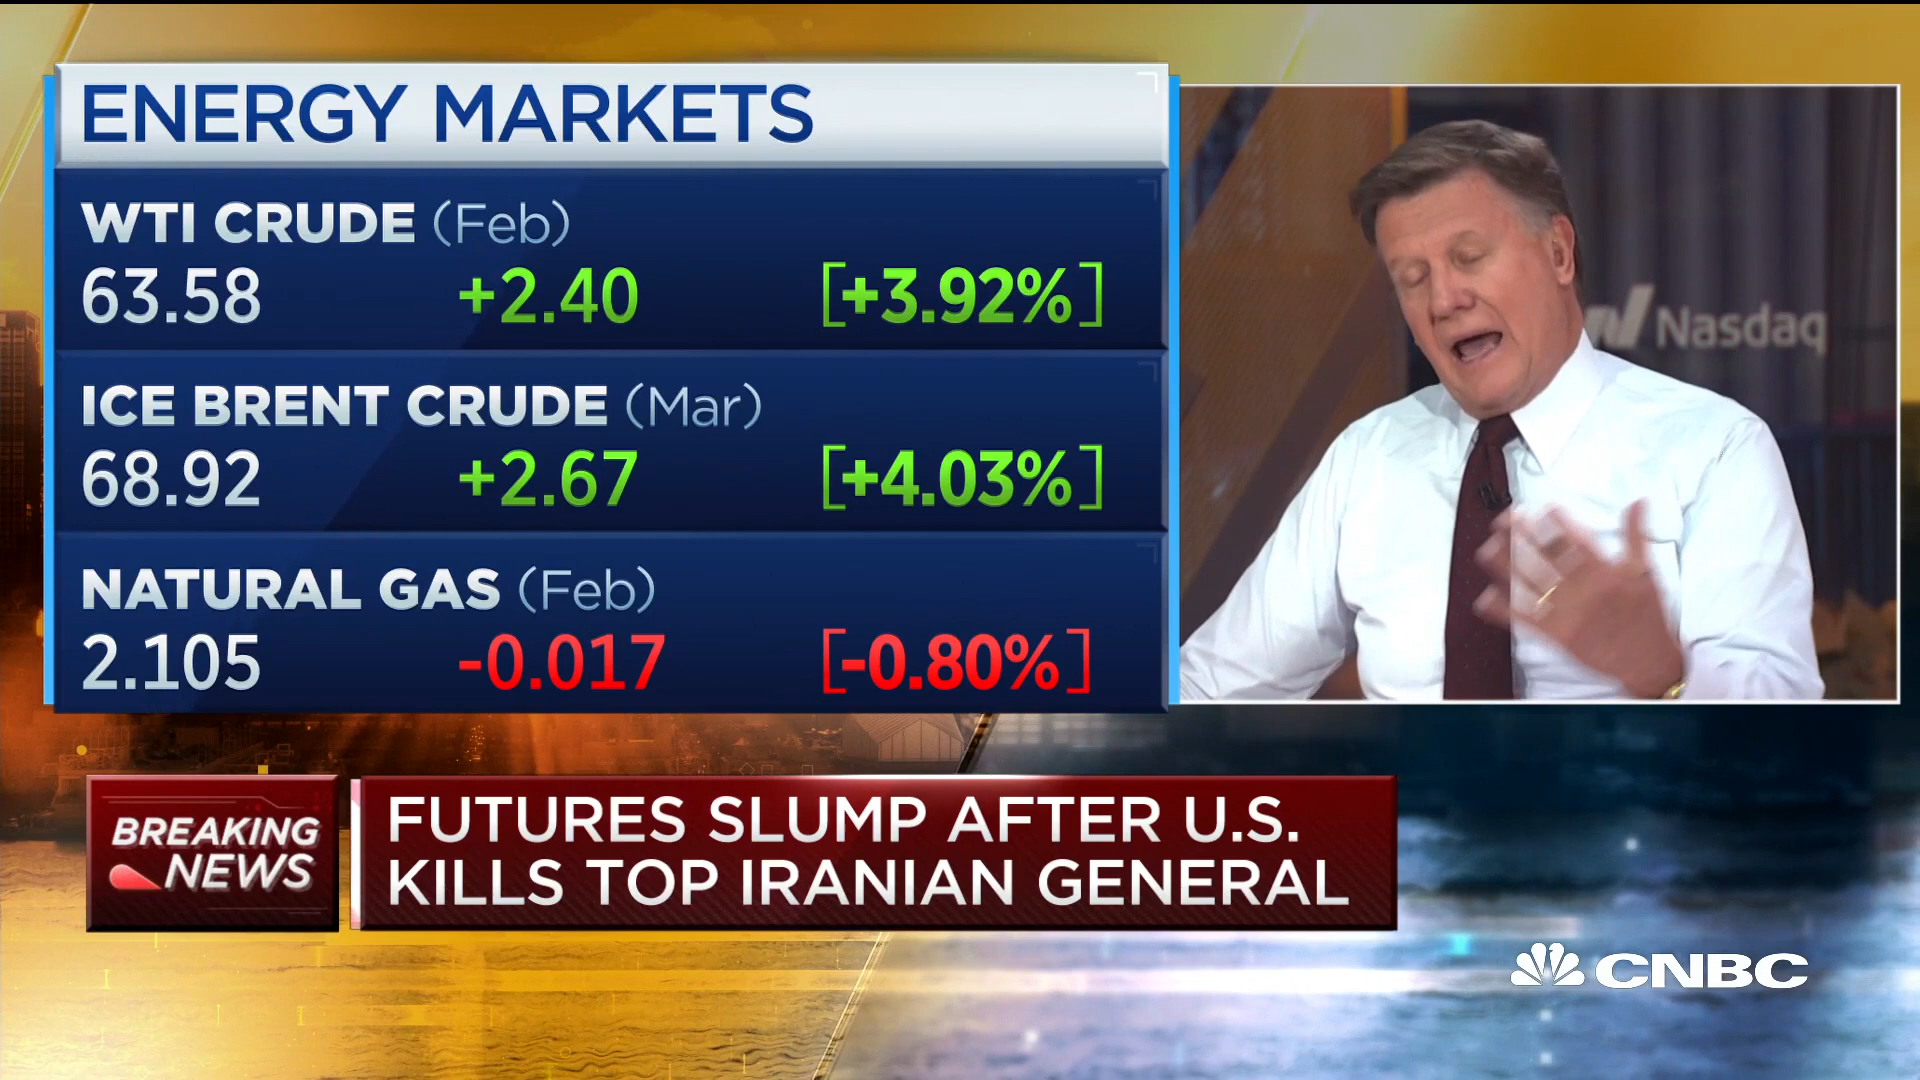 ENERGY MARKETS
WTI CRUDE (Feb)
63.58 +2.40 [+3.92%]
ICE BRENT CRUDE (Mar)
68.92 +2.67 [+4.03%]
NATURAL GAS (Feb)
2.105 -0.017 [-0.80%]
Nasdaq
BREAKING
NEWS
FUTURES SLUMP AFTER U.S.
KILLS TOP IRANIAN GENERAL
CNBC